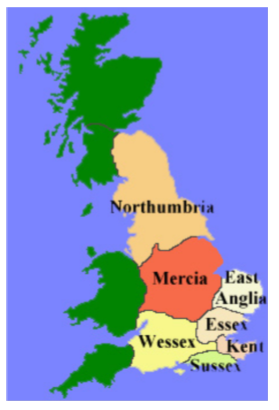 Northumbria
Mercia
East
Anglia
Essex
Wessex
Kent
Sussex